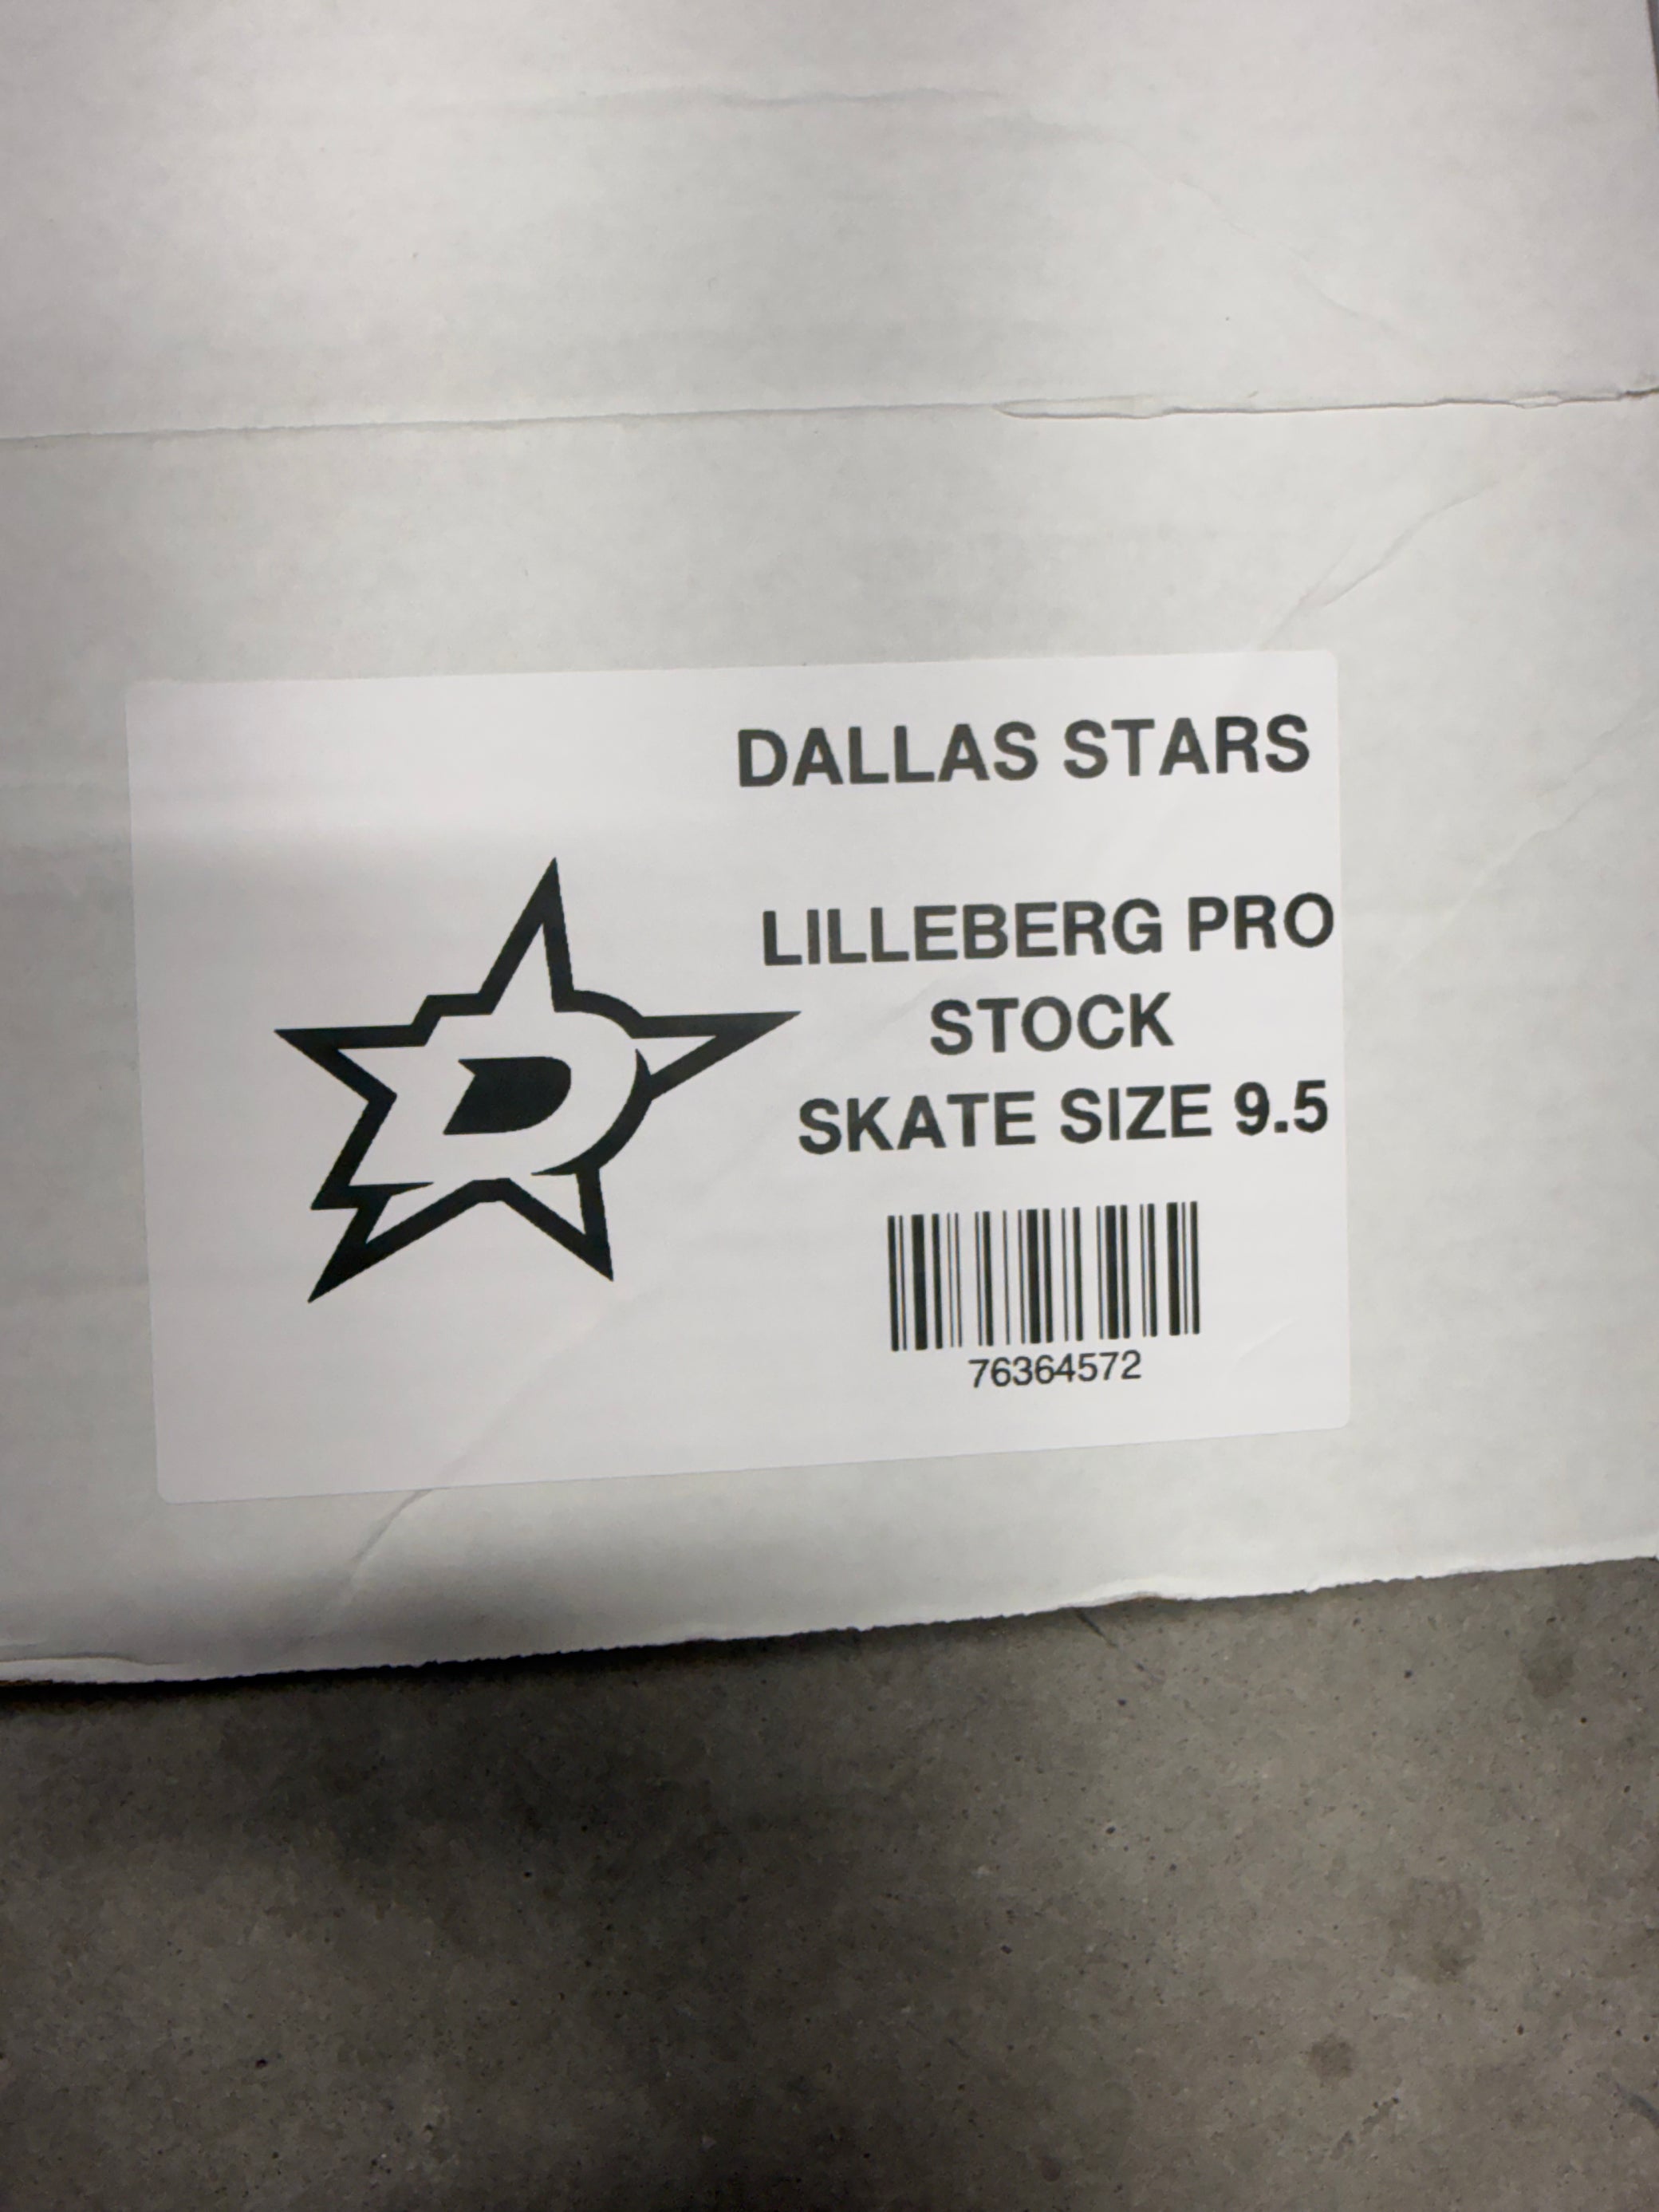 DALLAS STARS
LILLEBERG PRO
STOCK
SKATE SIZE 9.5
D
76364572